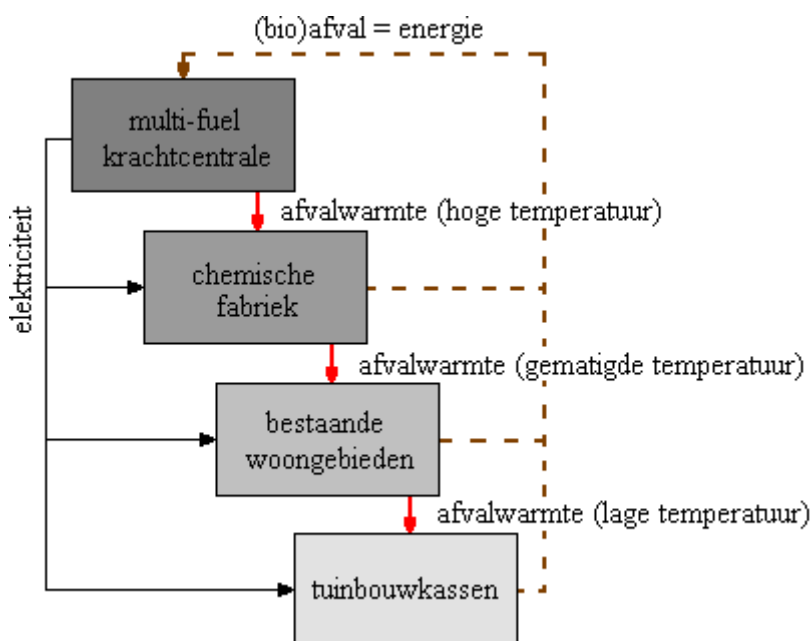 (bio)afval = energie
multi-fuel
krachtcentrale
afvalwarmte (hoge temperatuur)
elektriciteit
chemische
fabriek
afvalwarmte (gematigde temperatuur)
bestaande
woongebieden
afvalwarmte (lage temperatuur)
tuinbouwkassen